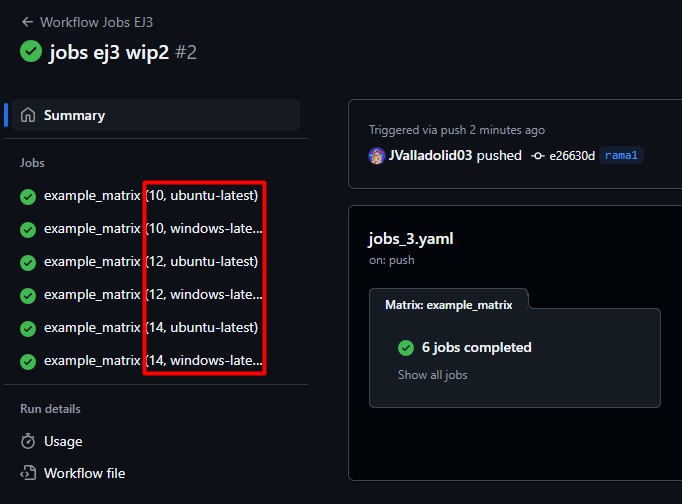 Workflow Jobs EJ3
jobs ej3 wip2 #2
Summary
Jobs
example_matrix (10, ubuntu-latest)
example_matrix (10, windows-late...
example_matrix (12, ubuntu-latest)
example_matrix (12, windows-late...
example_matrix (14, ubuntu-latest)
example_matrix (14, windows-late...
Run details
Usage
Workflow file
Triggered via push 2 minutes ago
JValladolid03 pushed e26630d rama1
jobs_3.yaml
on: push
Matrix: example_matrix
6 jobs completed
Show all jobs